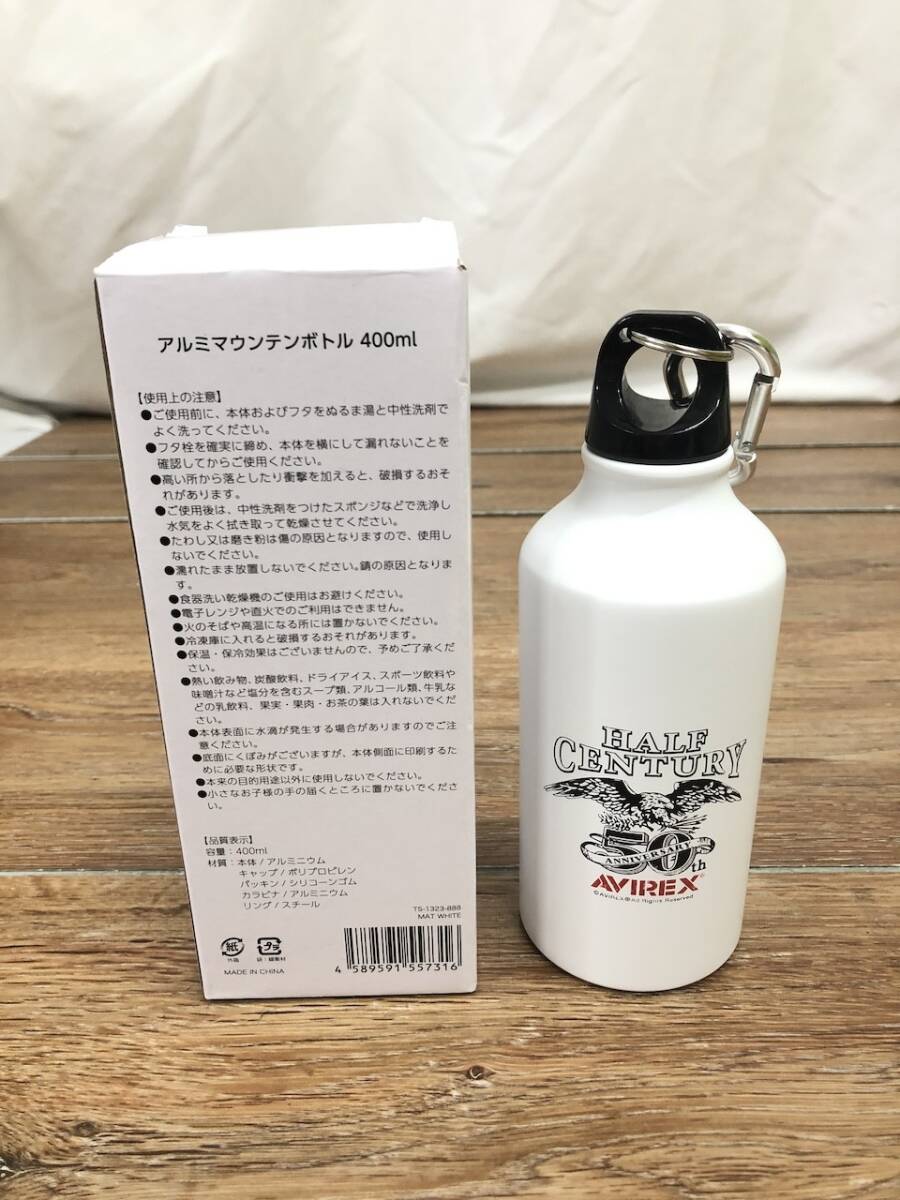 アルミマウンテンボトル 400ml
【使用上の注意】
●ご使用前に、本体およびフタをぬるま湯と中性洗剤で
よく洗ってください。
●フタ栓を確実に締め、本体を横にして漏れないことを
確認してからご使用ください。
●高い所から落としたり衝撃を加えると、破損するおそ
れがあります。
●ご使用後は、中性洗剤をつけたスポンジなどで洗浄し
水気をよく拭き取って乾燥させてください。
●たわし又は磨き粉は傷の原因となりますので、使用し
ないでください。
●濡れたまま放置しないでください。錆の原因となりま
す。
●食器洗い乾燥機のご使用はお避けください。
●電子レンジや直火でのご利用はできません。
●火のそばや高温になる所には置かないでください。
●冷凍庫に入れると破損するおそれがあります。
●保温・保冷効果はございませんので、予めご了承くだ
さい。
●熱い飲み物、炭酸飲料、ドライアイス、スポーツ飲料や
味噌汁など塩分を含むスープ類、アルコール類、牛乳な
どの乳飲料、果実・果肉・お茶の葉は入れないでくだ
さい。
●本体表面に水滴が発生する場合がありますのでご注
意ください。
●底面にくぼみがございますが、本体側面に印刷するた
めに必要な形状です。
●本来の目的用途以外に使用しないでください。
●小さなお子様の手の届くところに置かないでくださ
い。
【品質表示】
容量：400ml
材質：本体/アルミニウム
キャップ/ポリプロピレン
パッキン/シリコーンゴム
カラビナ/アルミニウム
リング/スチール
TS-1323-888
MAT WHITE
紙
外箱
プラ
袋・緩衝材
MADE IN CHINA
4 589591 557316
HALF
CENTURY
50th
ANNIVERSARY
AVIREX®
©AVIREX®All Rights Reserved